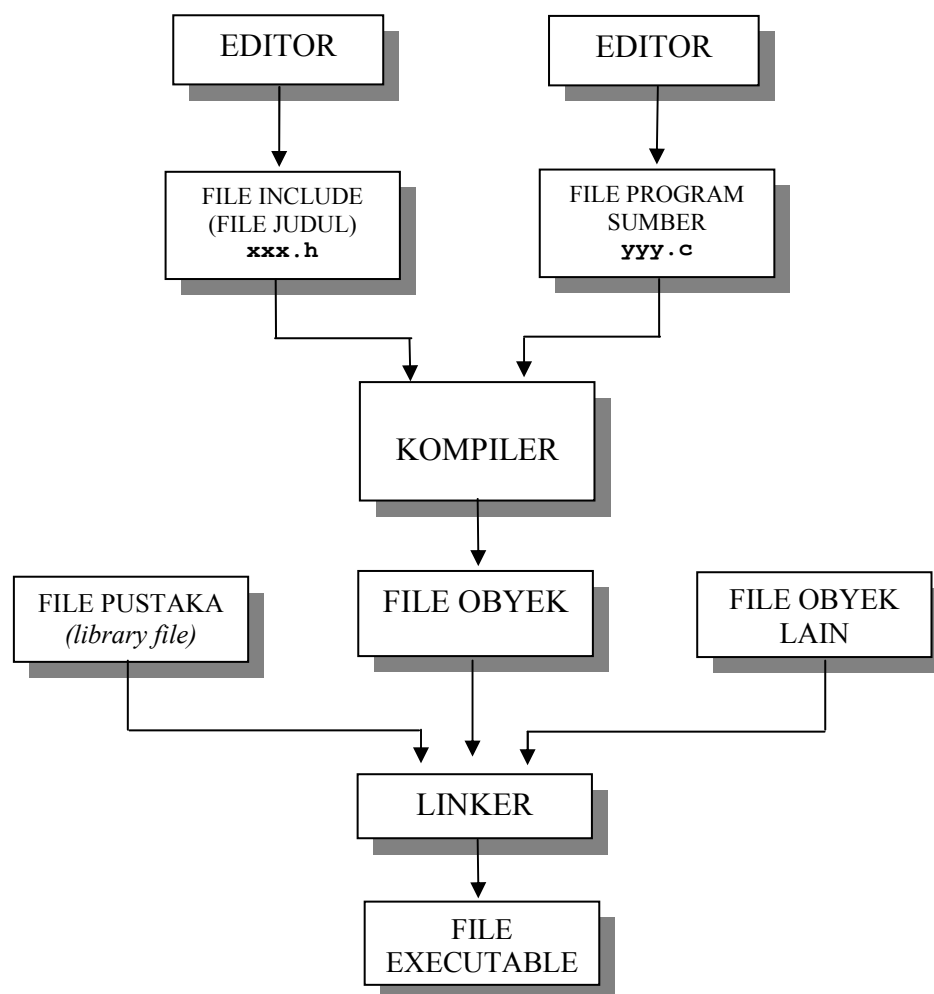 EDITOR
EDITOR
FILE INCLUDE
(FILE JUDUL)
xxx.h
FILE PROGRAM
SUMBER
yyy.c
KOMPILER
FILE PUSTAKA
(library file)
FILE OBYEK
FILE OBYEK
LAIN
LINKER
FILE
EXECUTABLE